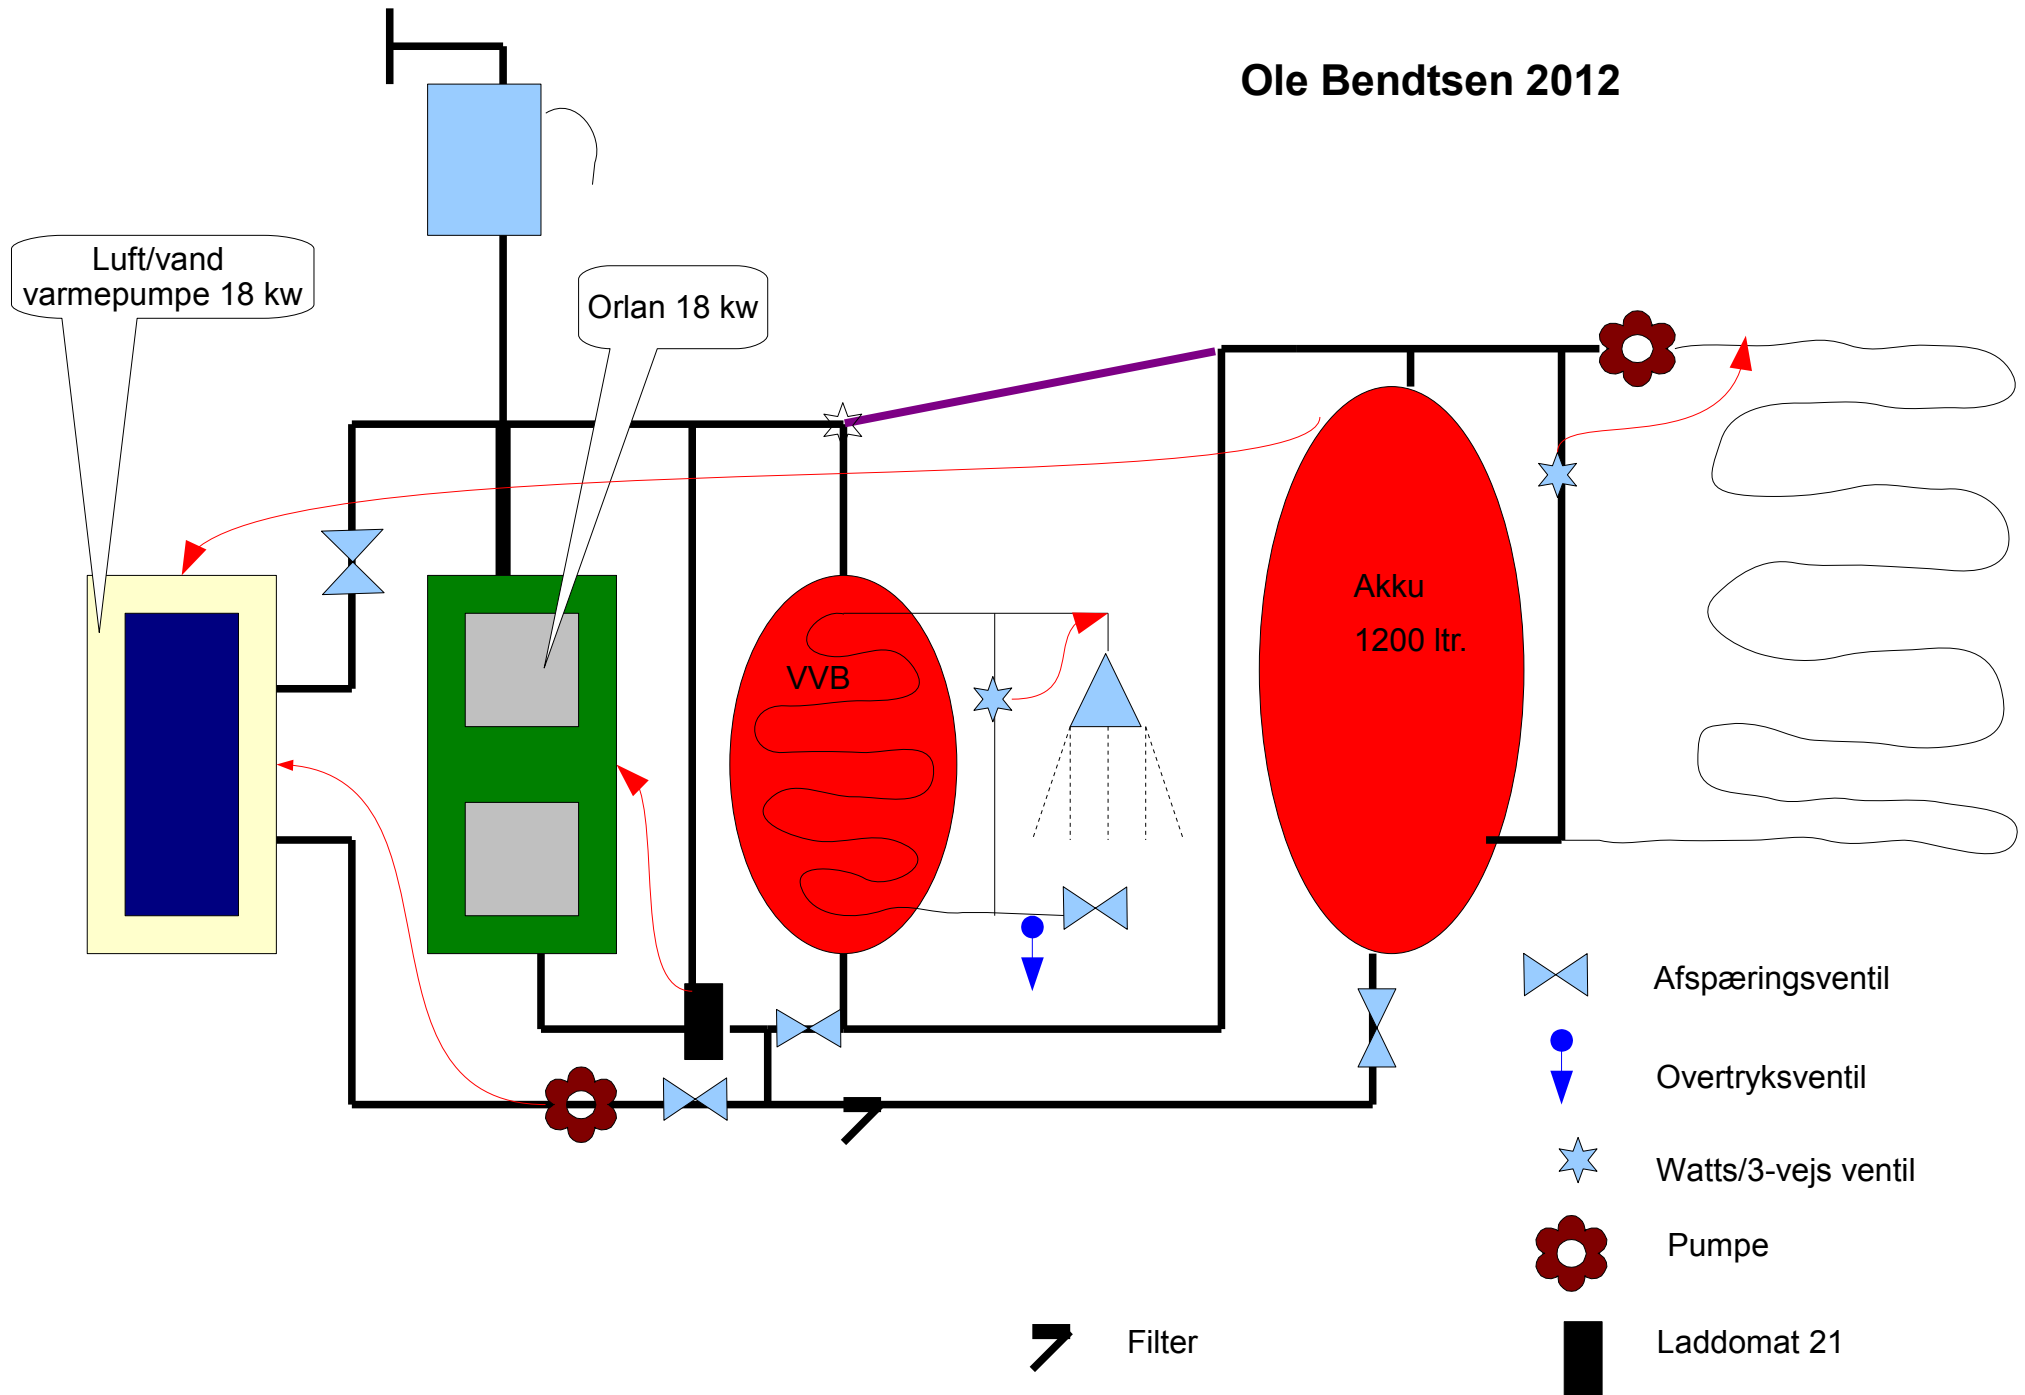 Ole Bendtsen 2012
Luft/vand
varmepumpe 18 kw
Orlan 18 kw
Akku
1200 ltr.
VVB
Afspæringsventil
Overtryksventil
Watts/3-vejs ventil
Pumpe
Filter
Laddomat 21